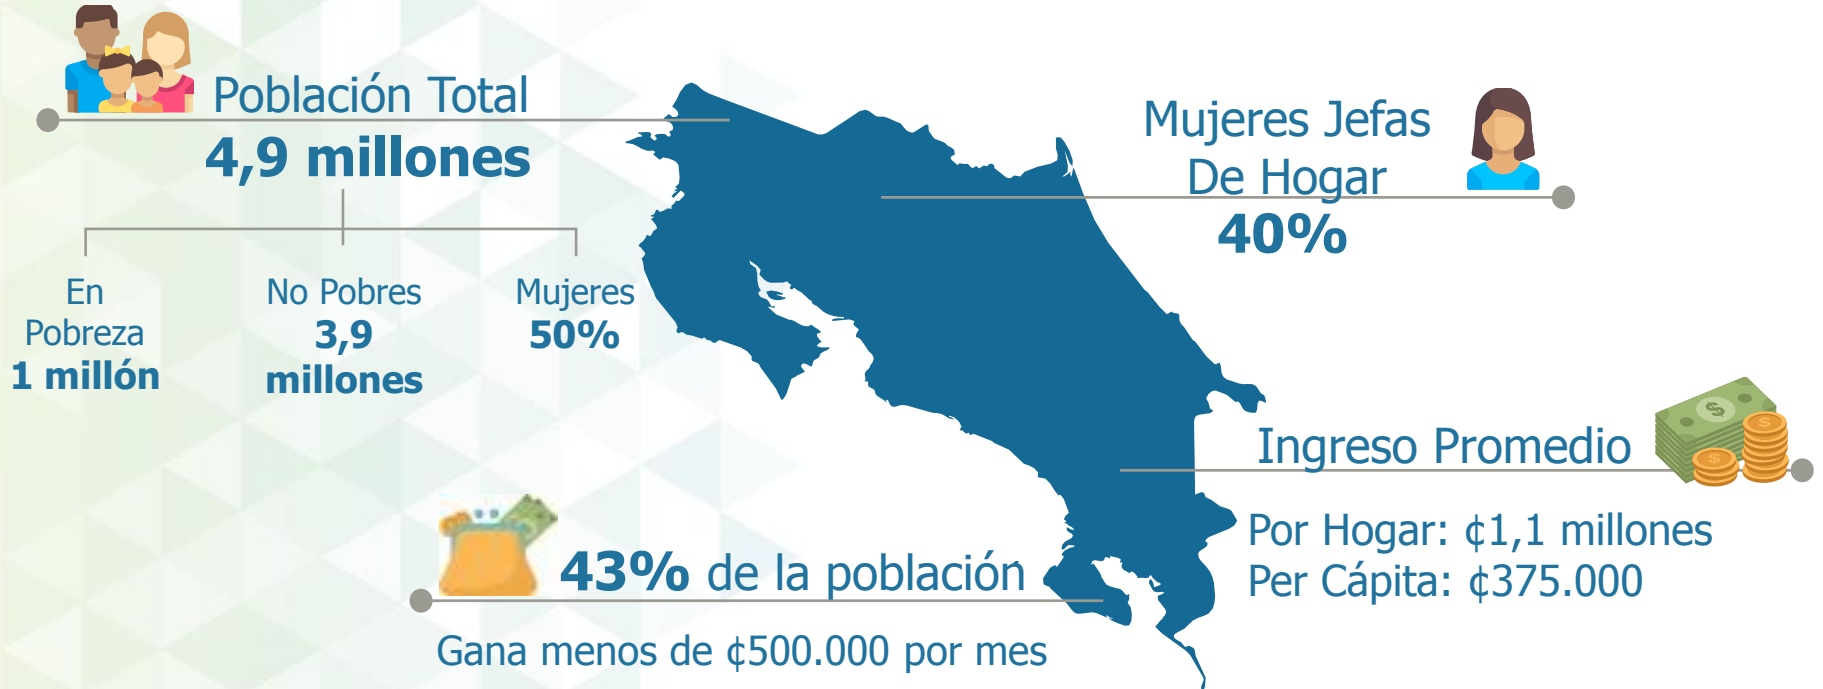 Población Total
4,9 millones
En
Pobreza
1 millón
No Pobres
3,9
millones
Mujeres
50%
Mujeres Jefas
De Hogar
40%
Ingreso Promedio
Por Hogar: ₡1,1 millones
Per Cápita: ₡375.000
43% de la población
Gana menos de ₡500.000 por mes